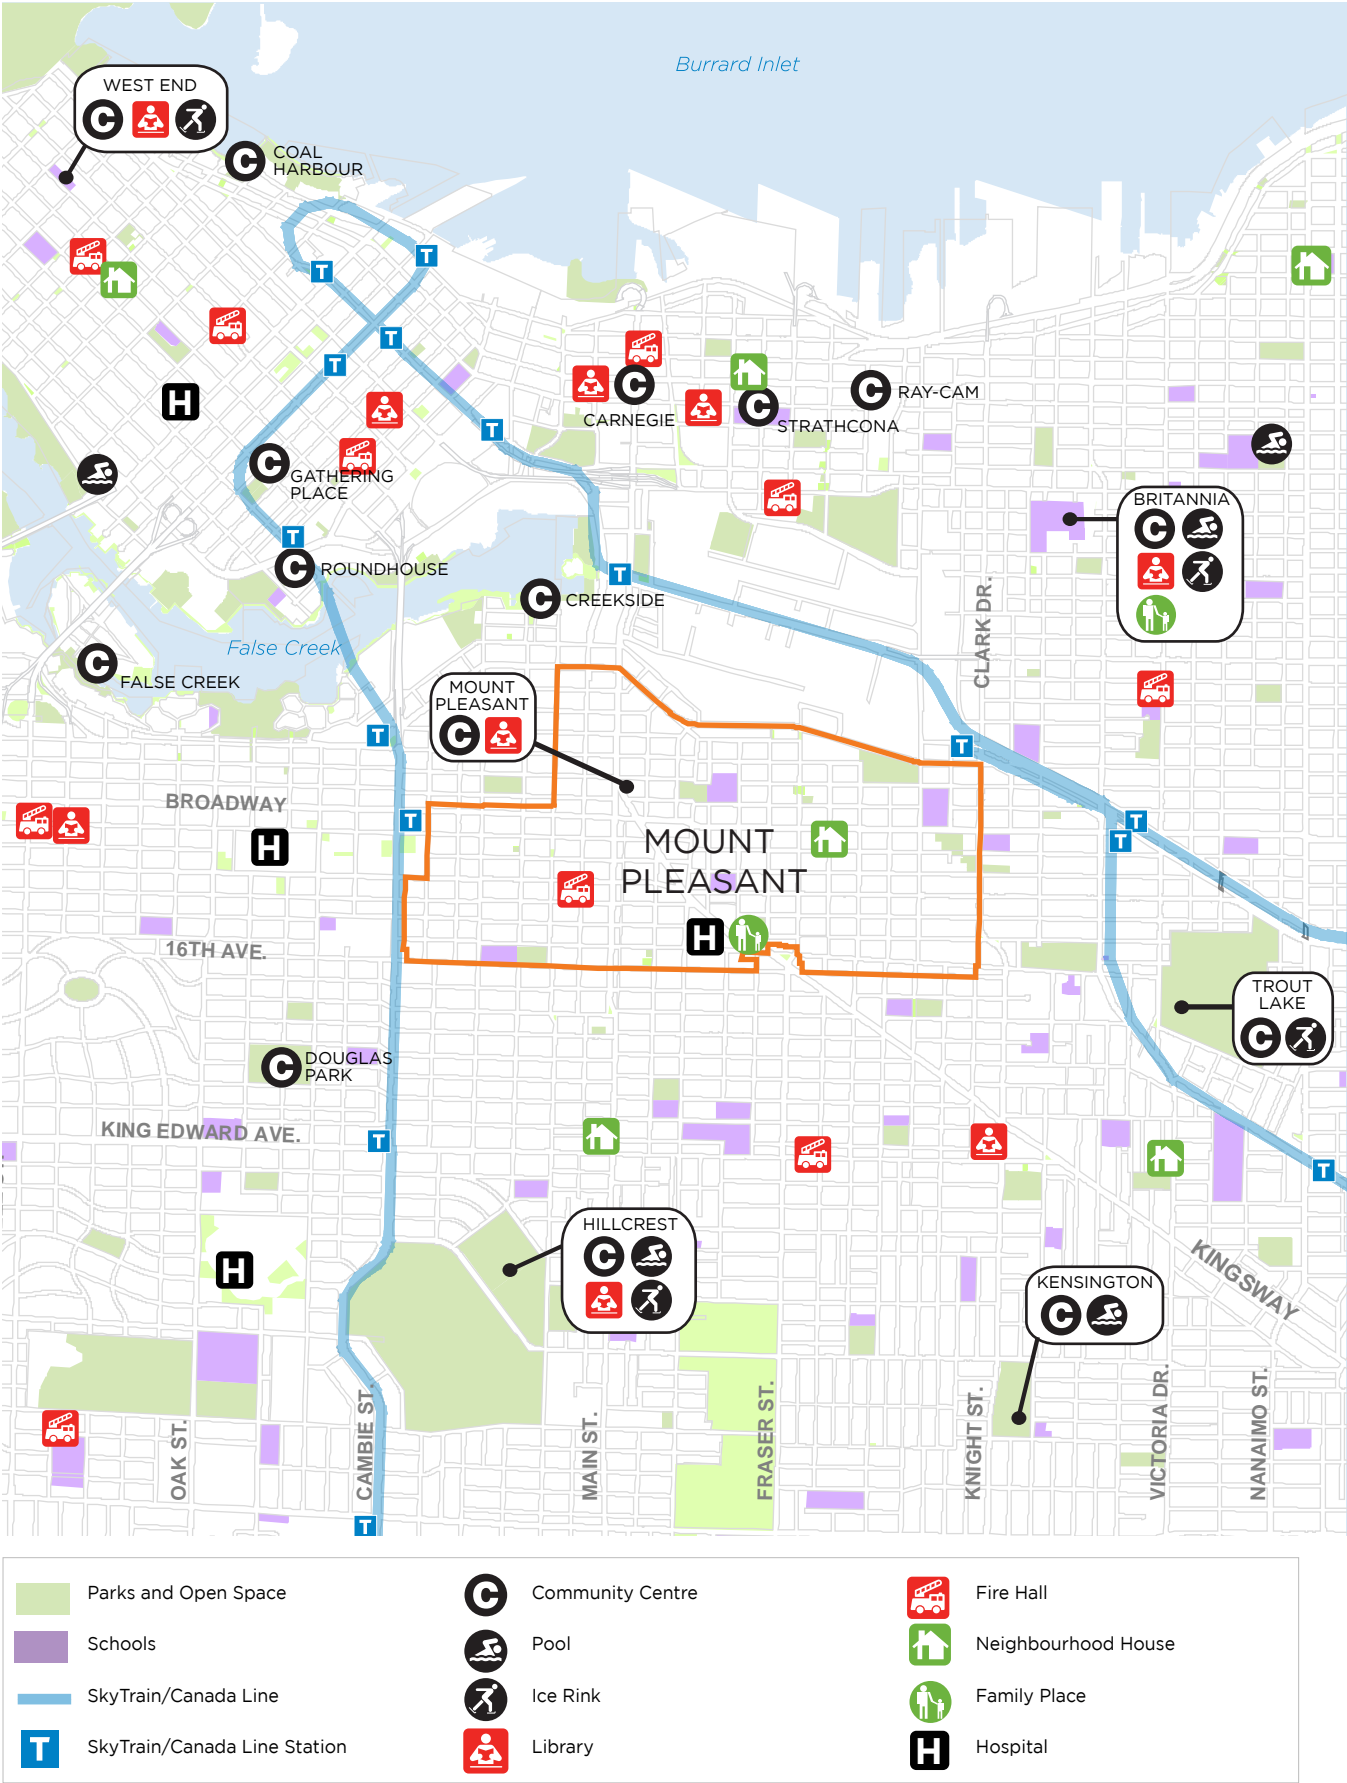 Burrard Inlet
WEST END
C
COAL
HARBOUR
C
T
T
T
T
H
C
CARNEGIE
C
STRATHCONA
C
RAY-CAM
C
T
C
GATHERING
PLACE
BRITANNIA
C
T
C
ROUNDHOUSE
T
C
CREEKSIDE
CLARK DR.
False Creek
C
FALSE CREEK
MOUNT
PLEASANT
C
T
T
BROADWAY
T
T
T
H
MOUNT
PLEASANT
H
16TH AVE.
TROUT
LAKE
C
C
DOUGLAS
PARK
KING EDWARD AVE.
T
T
HILLCREST
C
H
KINGSWAY
KENSINGTON
C
OAK ST.
CAMBIE ST.
MAIN ST.
FRASER ST.
KNIGHT ST.
VICTORIA DR.
NANAIMO ST.
T
Parks and Open Space
C
Community Centre
Fire Hall
Schools
Pool
Neighbourhood House
SkyTrain/Canada Line
Ice Rink
Family Place
T
SkyTrain/Canada Line Station
Library
H
Hospital